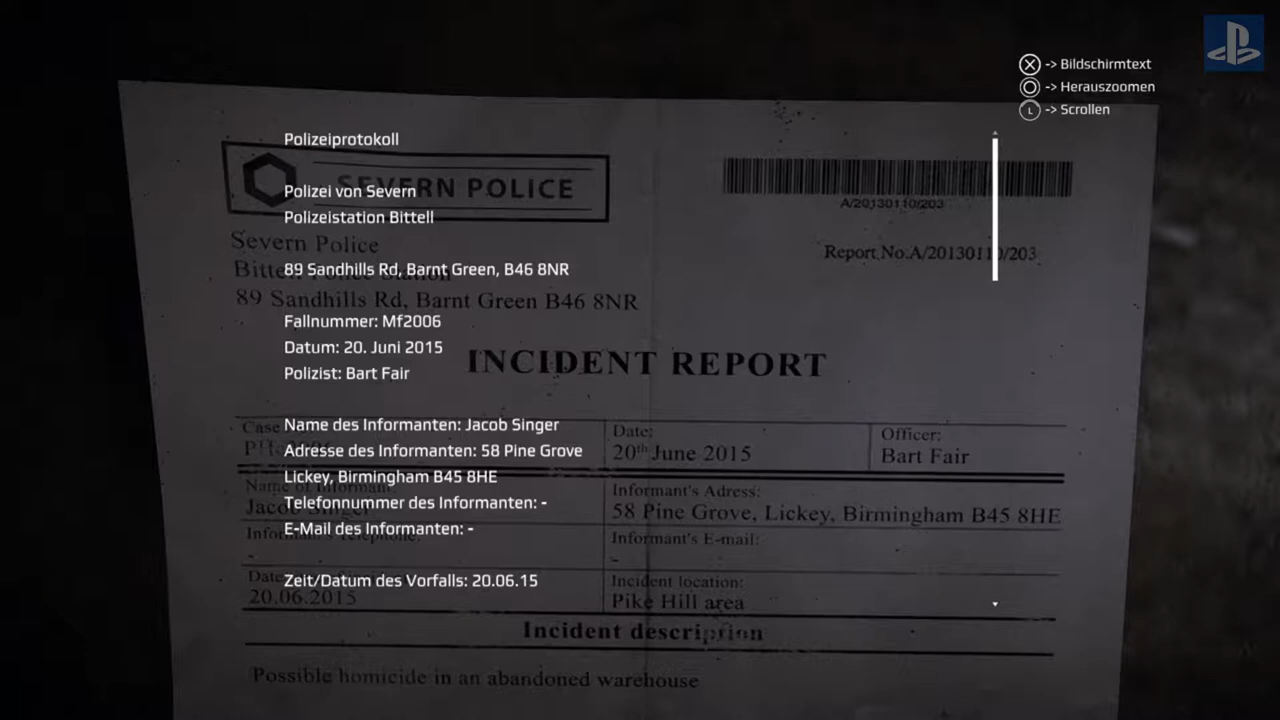 -> Bildschirmtext
-> Herauszoomen
L -> Scrollen
Polizeiprotokoll
Polizei von Severn
Polizeistation Bittell
89 Sandhills Rd, Barnt Green, B46 8NR
Fallnummer: Mf2006
Datum: 20. Juni 2015
Polizist: Bart Fair
Name des Informanten: Jacob Singer
Adresse des Informanten: 58 Pine Grove
Lickey, Birmingham B45 8HE
Telefonnummer des Informanten: -
E-Mail des Informanten: -
Zeit/Datum des Vorfalls: 20.06.15
SEVERN POLICE
A/20130110/203
Severn Police
Report No:A/20130110/203
89 Sandhills Rd, Barnt Green B46 8NR
INCIDENT REPORT
Date:
20th June 2015
Officer:
Bart Fair
Informant's Adress:
58 Pine Grove, Lickey, Birmingham B45 8HE
Informant's E-mail:
-
20.06.2015
Incident location:
Pike Hill area
Incident description
Possible homicide in an abandoned warehouse